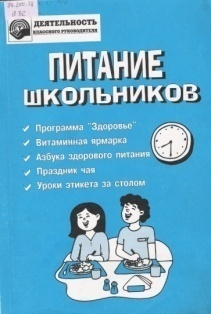 ДЕЯТЕЛЬНОСТЬ
КЛАССНОГО РУКОВОДИТЕЛЯ
ПИТАНИЕ
ШКОЛЬНИКОВ
Программа "Здоровье"
Витаминная ярмарка
Азбука здорового питания
Праздник чая
Уроки этикета за столом